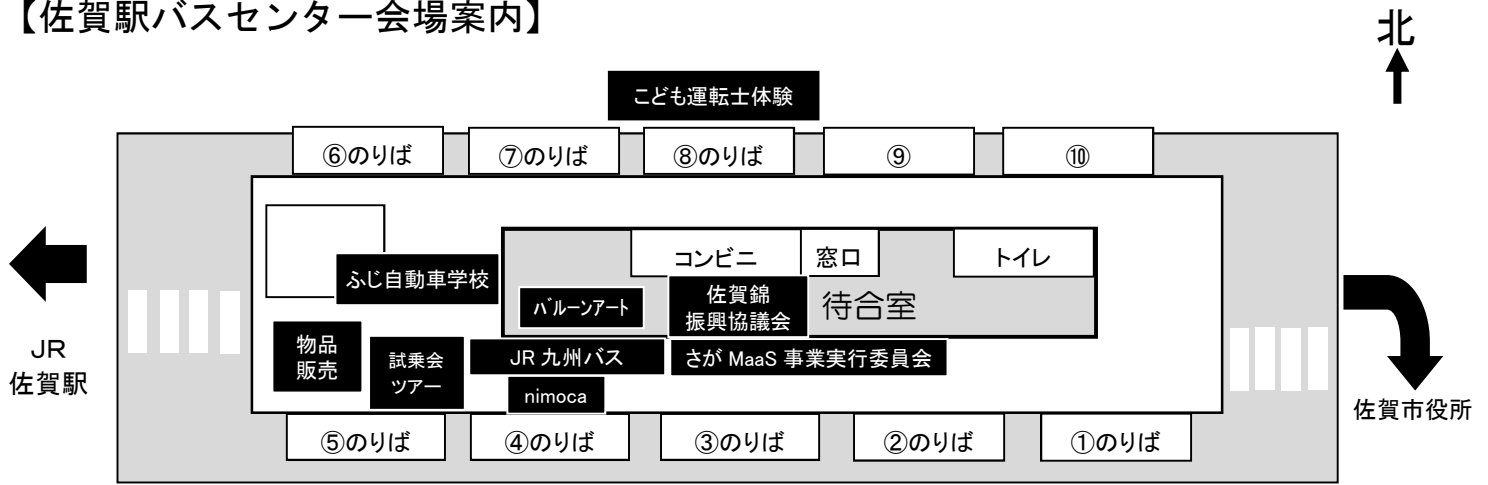 【佐賀駅バスセンター会場案内】
北
こども運転士体験
⑥のりば
⑦のりば
⑧のりば
⑨
⑩
コンビニ
窓口
トイレ
ふじ自動車学校
バルーンアート
佐賀錦
振興協議会
待合室
物品
販売
試乗会
ツアー
JR 九州バス
さが MaaS 事業実行委員会
nimoca
JR
佐賀駅
佐賀市役所
⑤のりば
④のりば
③のりば
②のりば
①のりば